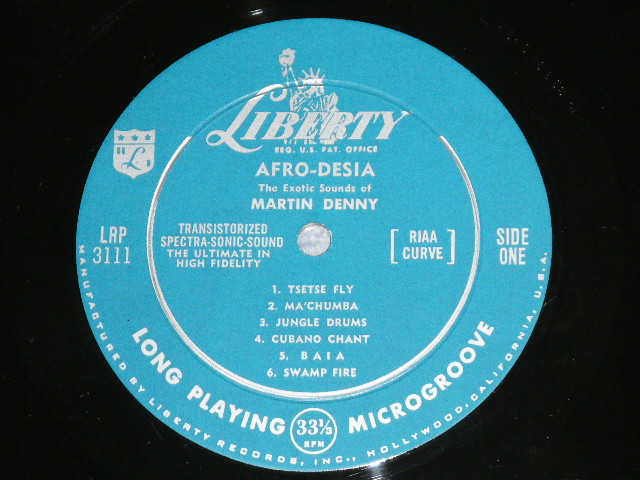 LIBERTY
REG. U.S. PAT. OFFICE
"L"
AFRO-DESIA
The Exotic Sounds of
MARTIN DENNY
LRP
3111
TRANSISTORIZED
SPECTRA-SONIC-SOUND
THE ULTIMATE IN
HIGH FIDELITY
[ RIAA
CURVE ]
SIDE
ONE
1. TSETSE FLY
2. MA'CHUMBA
3. JUNGLE DRUMS
4. CUBANO CHANT
5. BAIA
6. SWAMP FIRE
LONG PLAYING 33⅓ RPM MICROGROOVE
MANUFACTURED BY LIBERTY RECORDS, INC., HOLLYWOOD, CALIFORNIA, U.S.A.